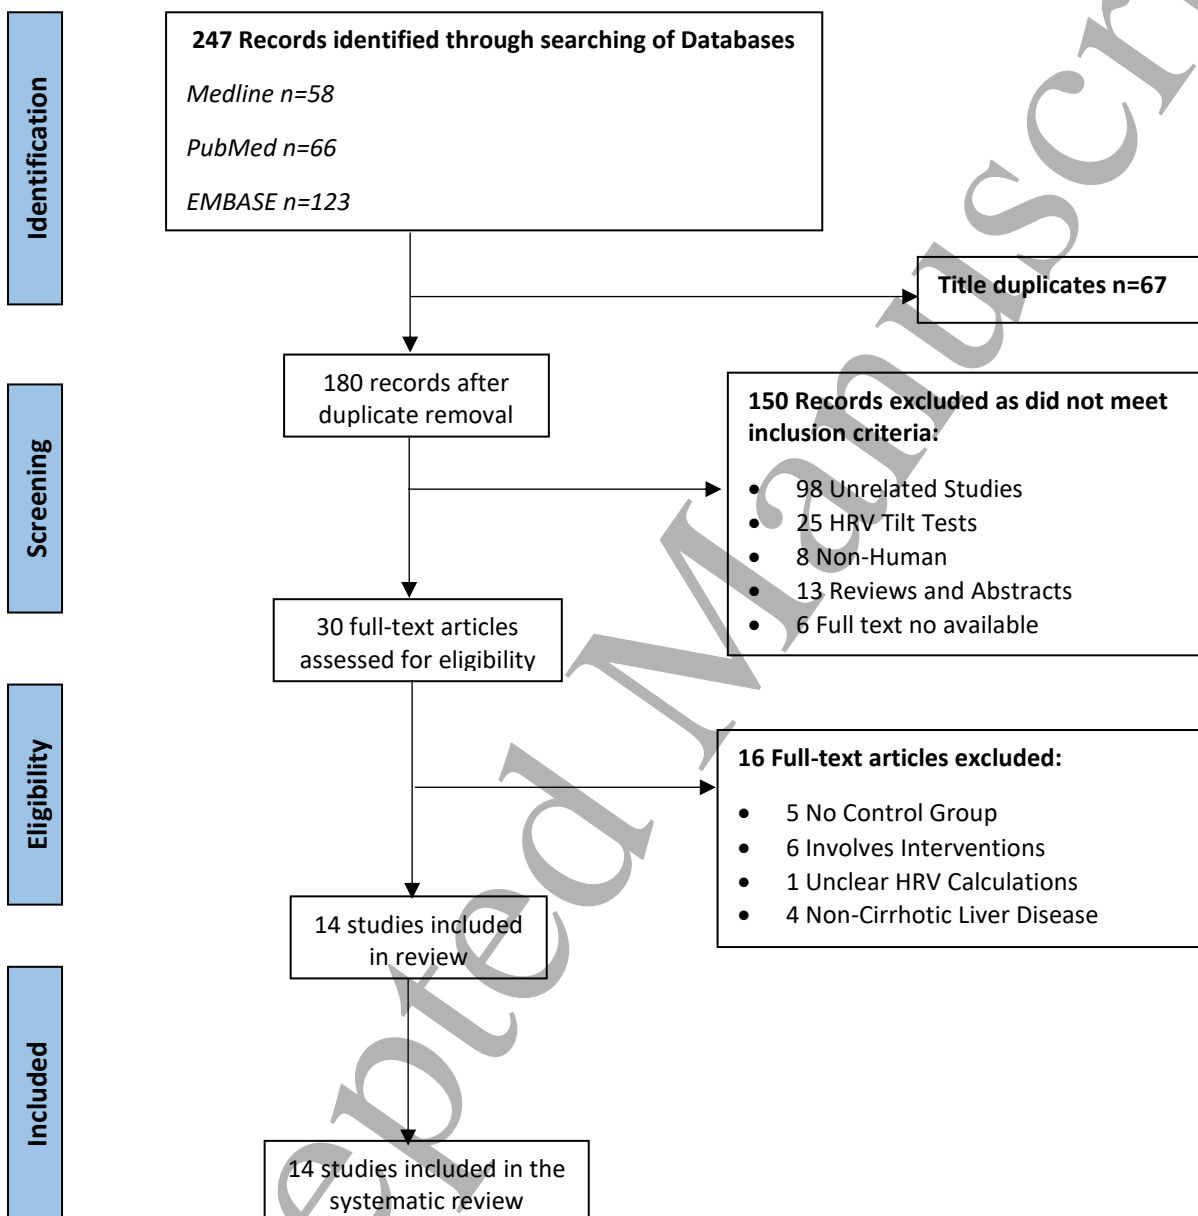 Identification
247 Records identified through searching of Databases
Medline n=58
PubMed n=66
EMBASE n=123
Title duplicates n=67
Screening
180 records after
duplicate removal
150 Records excluded as did not meet
inclusion criteria:
• 98 Unrelated Studies
• 25 HRV Tilt Tests
• 8 Non-Human
• 13 Reviews and Abstracts
• 6 Full text no available
30 full-text articles
assessed for eligibility
Eligibility
16 Full-text articles excluded:
• 5 No Control Group
• 6 Involves Interventions
• 1 Unclear HRV Calculations
• 4 Non-Cirrhotic Liver Disease
14 studies included
in review
Included
14 studies included in the
systematic review
epted Manuscr